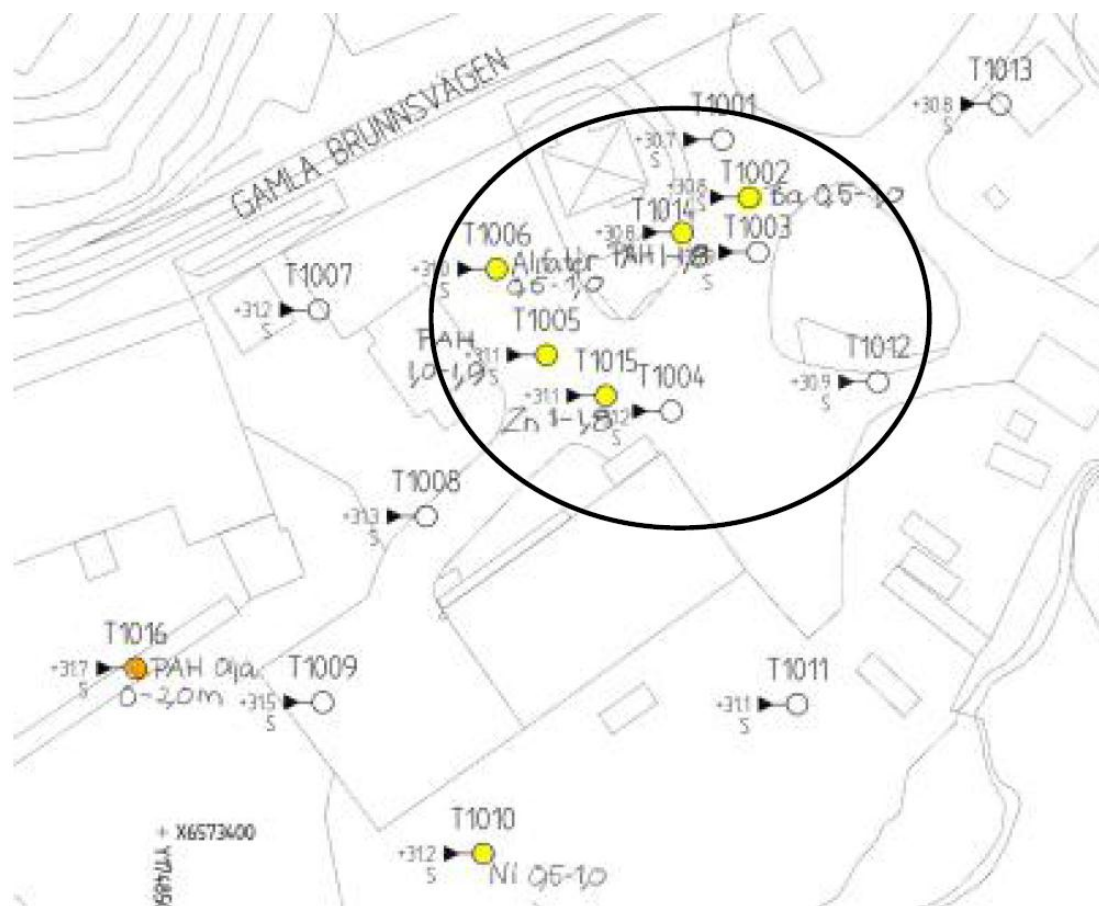 GAMLA BRUNNSVÄGEN
T1013
+30.8
S
T1001
+30.7
S
T1002
+30.8
S
Ba 0,5-1,0
T1014
+30.8
T1003
S
PAH 1-1,8
T1006
+31.0
S
Alifater
0,5-1,0
T1007
+31.2
S
T1005
+31.1
S
PAH
1,0-1,9
T1015
+31.1
Zn 1-1,8
T1004
S
T1012
+30.9
S
T1008
+31.3
S
T1016
+31.7
S
PAH Olja
0-2,0m
T1009
+31.5
S
T1011
+31.1
S
T1010
+31.2
S
Ni 0,5-1,0
+ X6573400